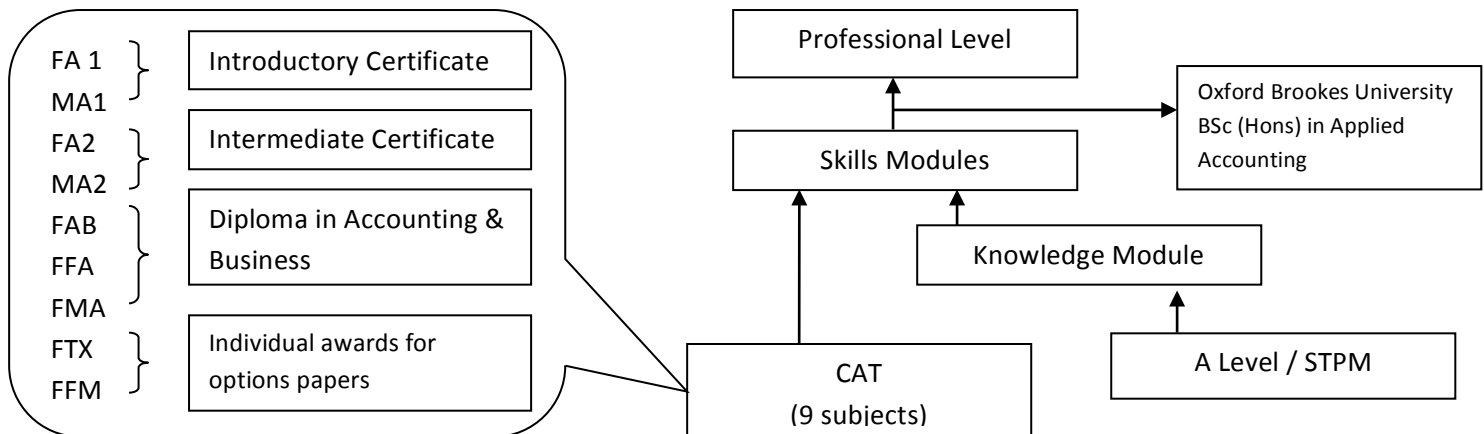 FA 1
MA1
Introductory Certificate
FA2
MA2
Intermediate Certificate
FAB
FFA
FMA
Diploma in Accounting &
Business
FTX
FFM
Individual awards for
options papers
Professional Level
Oxford Brookes University
BSc (Hons) in Applied
Accounting
Skills Modules
Knowledge Module
CAT
(9 subjects)
A Level / STPM